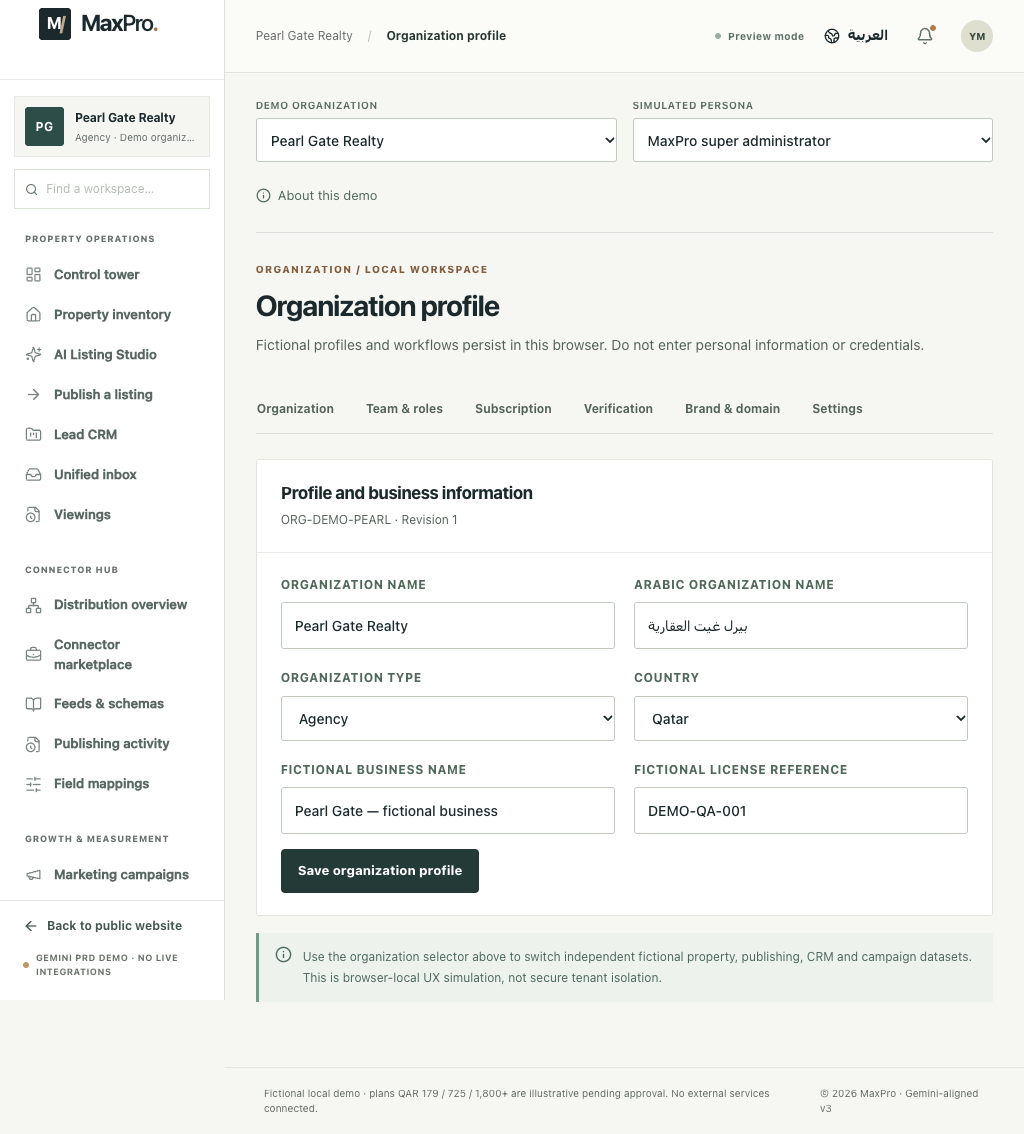 M/ MaxPro.
PG
Pearl Gate Realty
Agency · Demo organiz...
Find a workspace...
PROPERTY OPERATIONS
Control tower
Property inventory
AI Listing Studio
Publish a listing
Lead CRM
Unified inbox
Viewings
CONNECTOR HUB
Distribution overview
Connector
marketplace
Feeds & schemas
Publishing activity
Field mappings
GROWTH & MEASUREMENT
Marketing campaigns
Back to public website
GEMINI PRD DEMO · NO LIVE
INTEGRATIONS
Pearl Gate Realty / Organization profile
Preview mode
العربية
YM
DEMO ORGANIZATION
Pearl Gate Realty
SIMULATED PERSONA
MaxPro super administrator
About this demo
ORGANIZATION / LOCAL WORKSPACE
Organization profile
Fictional profiles and workflows persist in this browser. Do not enter personal information or credentials.
Organization Team & roles Subscription Verification Brand & domain Settings
Profile and business information
ORG-DEMO-PEARL · Revision 1
ORGANIZATION NAME
Pearl Gate Realty
ARABIC ORGANIZATION NAME
بيرل غيت العقارية
ORGANIZATION TYPE
Agency
COUNTRY
Qatar
FICTIONAL BUSINESS NAME
Pearl Gate — fictional business
FICTIONAL LICENSE REFERENCE
DEMO-QA-001
Save organization profile
Use the organization selector above to switch independent fictional property, publishing, CRM and campaign datasets.
This is browser-local UX simulation, not secure tenant isolation.
Fictional local demo · plans QAR 179 / 725 / 1,800+ are illustrative pending approval. No external services
connected.
© 2026 MaxPro · Gemini-aligned
v3